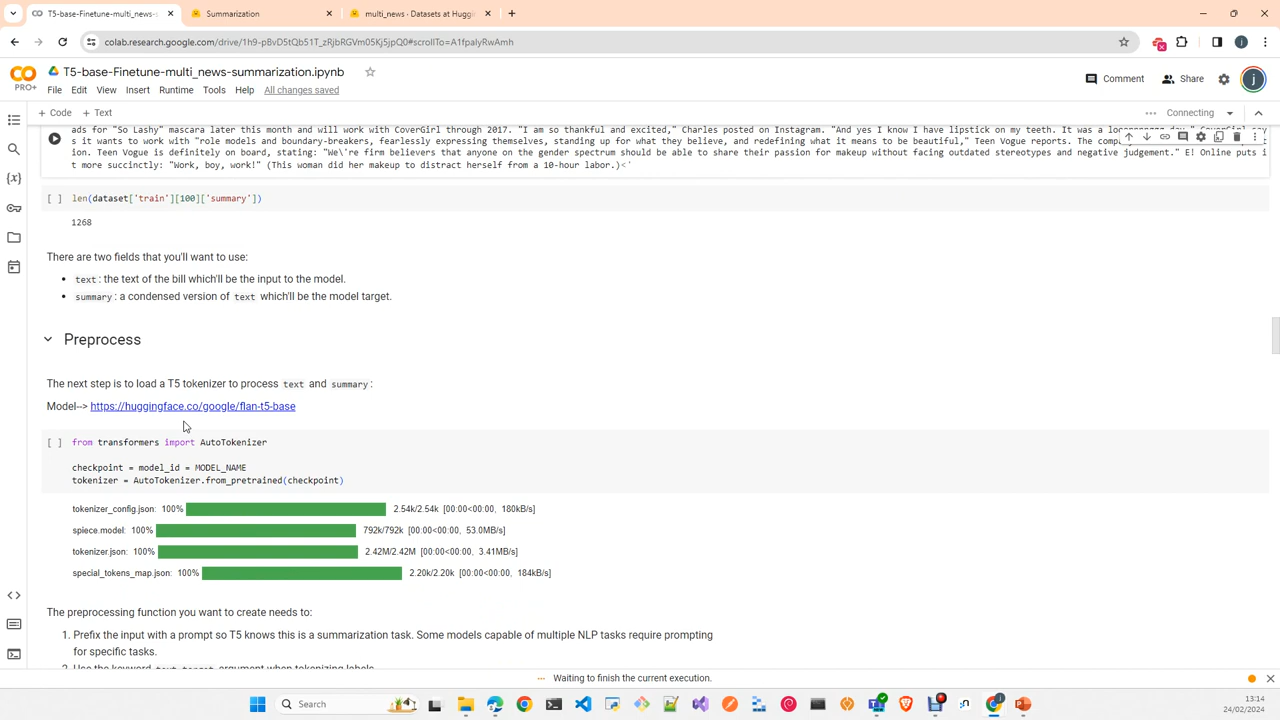 T5-base-Finetune-multi_news-s
Summarization
multi_news · Datasets at Hugg
colab.research.google.com/drive/1h9-pBvD5tQb51T_zRjbRGVm05Kj5jpQ0#scrollTo=A1fpalyRwAmh
T5-base-Finetune-multi_news-summarization.ipynb
Comment
Share
PRO+
File Edit View Insert Runtime Tools Help All changes saved
+ Code + Text
Connecting
ads for "So Lashy" mascara later this month and will work with CoverGirl through 2017. "I am so thankful and excited," Charles posted on Instagram. "And yes I know I have lipstick on my teeth. It was a
s it wants to work with "role models and boundary-breakers, fearlessly expressing themselves, standing up for what they believe, and redefining what it means to be beautiful," Teen Vogue reports. The
ion. Teen Vogue is definitely on board, stating: "We\'re firm believers that anyone on the gender spectrum should be able to share their passion for makeup without facing outdated stereotypes and negative judgement." E! Online puts i
t more succinctly: "Work, boy, work!" (This woman did her makeup to distract herself from a 10-hour labor.)<'
[ ] len(dataset['train'][100]['summary'])
1268
There are two fields that you'll want to use:
• text: the text of the bill which'll be the input to the model.
• summary: a condensed version of text which'll be the model target.
Preprocess
The next step is to load a T5 tokenizer to process text and summary:
Model--> https://huggingface.co/google/flan-t5-base
[ ] from transformers import AutoTokenizer
checkpoint = model_id = MODEL_NAME
tokenizer = AutoTokenizer.from_pretrained(checkpoint)
tokenizer_config.json: 100% 2.54k/2.54k [00:00<00:00, 180kB/s]
spiece.model: 100% 792k/792k [00:00<00:00, 53.0MB/s]
tokenizer.json: 100% 2.42M/2.42M [00:00<00:00, 3.41MB/s]
special_tokens_map.json: 100% 2.20k/2.20k [00:00<00:00, 184kB/s]
The preprocessing function you want to create needs to:
1. Prefix the input with a prompt so T5 knows this is a summarization task. Some models capable of multiple NLP tasks require prompting
for specific tasks.
2. Use the keyword text_target argument when tokenizing labels.
Waiting to finish the current execution.
Search
13:14
24/02/2024